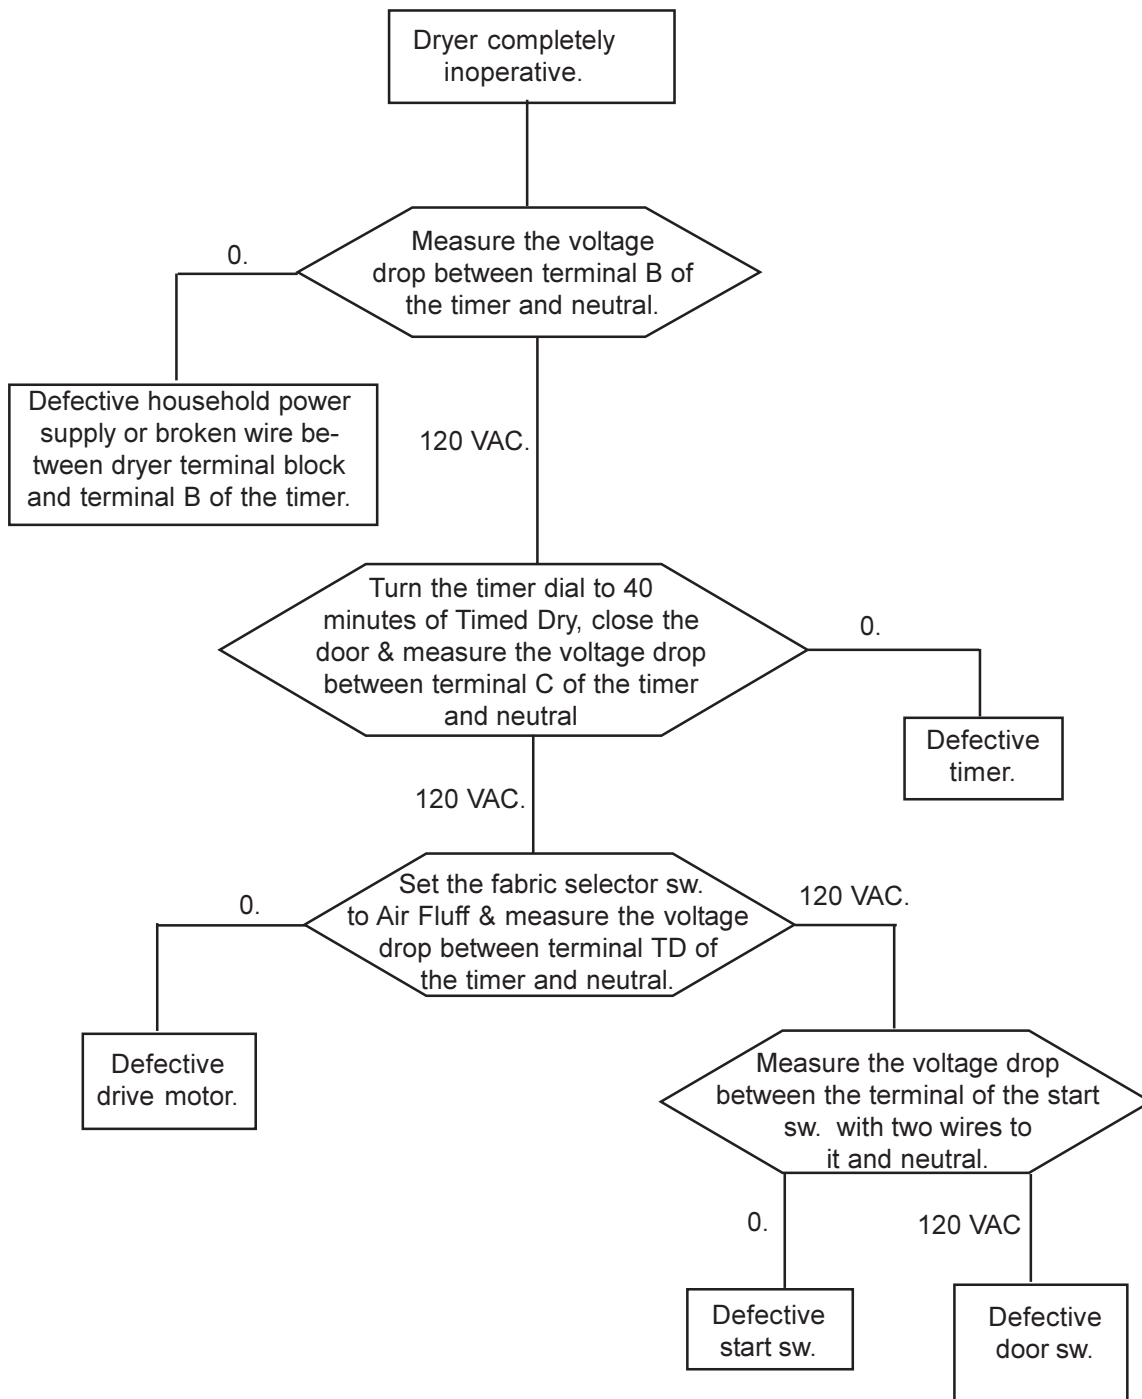 Dryer completely
inoperative.
0.
Measure the voltage
drop between terminal B of
the timer and neutral.
Defective household power
supply or broken wire be-
tween dryer terminal block
and terminal B of the timer.
120 VAC.
Turn the timer dial to 40
minutes of Timed Dry, close the
door & measure the voltage drop
between terminal C of the timer
and neutral
0.
Defective
timer.
120 VAC.
Set the fabric selector sw.
to Air Fluff & measure the voltage
drop between terminal TD of
the timer and neutral.
0.
120 VAC.
Defective
drive motor.
Measure the voltage drop
between the terminal of the start
sw. with two wires to
it and neutral.
0.
120 VAC
Defective
start sw.
Defective
door sw.